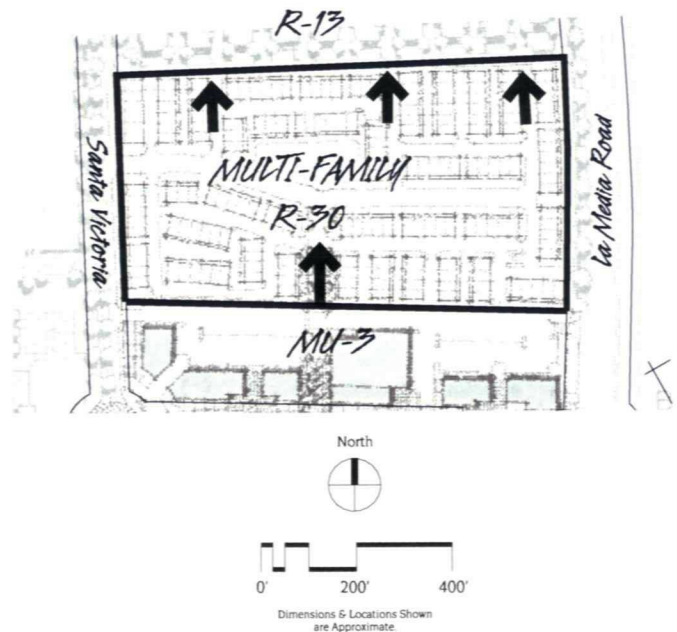 R-13
Santa Victoria
La Media Road
MULTI-FAMILY
R-30
MU-3
North
0' 200' 400'
Dimensions & Locations Shown
are Approximate.